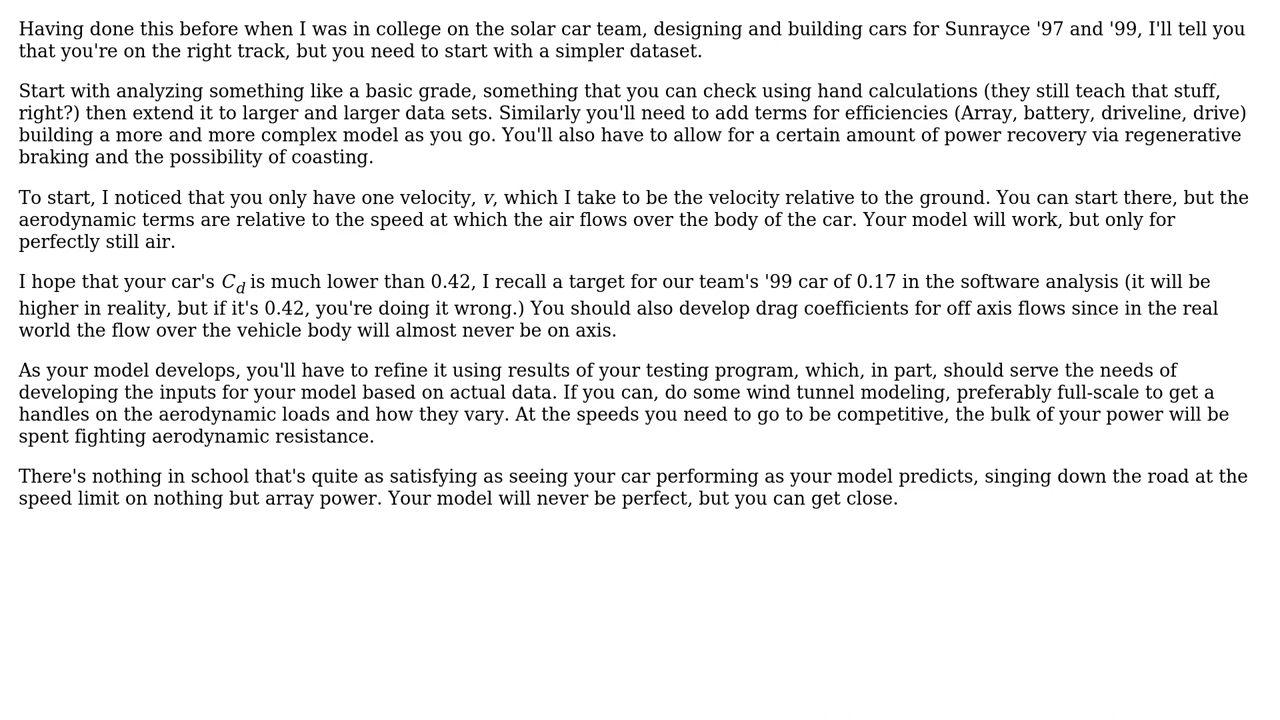 Having done this before when I was in college on the solar car team, designing and building cars for Sunrayce '97 and '99, I'll tell you
that you're on the right track, but you need to start with a simpler dataset.
Start with analyzing something like a basic grade, something that you can check using hand calculations (they still teach that stuff,
right?) then extend it to larger and larger data sets. Similarly you'll need to add terms for efficiencies (Array, battery, driveline, drive)
building a more and more complex model as you go. You'll also have to allow for a certain amount of power recovery via regenerative
braking and the possibility of coasting.
To start, I noticed that you only have one velocity, v, which I take to be the velocity relative to the ground. You can start there, but the
aerodynamic terms are relative to the speed at which the air flows over the body of the car. Your model will work, but only for
perfectly still air.
I hope that your car's C_d is much lower than 0.42, I recall a target for our team's '99 car of 0.17 in the software analysis (it will be
higher in reality, but if it's 0.42, you're doing it wrong.) You should also develop drag coefficients for off axis flows since in the real
world the flow over the vehicle body will almost never be on axis.
As your model develops, you'll have to refine it using results of your testing program, which, in part, should serve the needs of
developing the inputs for your model based on actual data. If you can, do some wind tunnel modeling, preferably full-scale to get a
handles on the aerodynamic loads and how they vary. At the speeds you need to go to be competitive, the bulk of your power will be
spent fighting aerodynamic resistance.
There's nothing in school that's quite as satisfying as seeing your car performing as your model predicts, singing down the road at the
speed limit on nothing but array power. Your model will never be perfect, but you can get close.